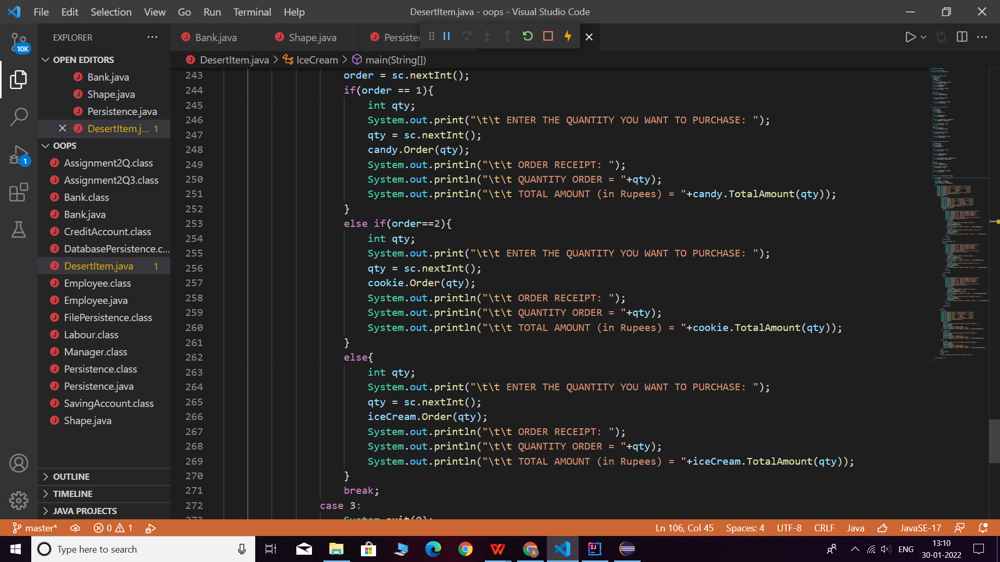 File Edit Selection View Go Run Terminal Help
DesertItem.java - oops - Visual Studio Code
10K
1
EXPLORER
OPEN EDITORS
Bank.java
Shape.java
Persistence.java
DesertItem.j... 1
OOPS
Assignment2Q.class
Assignment2Q3.class
Bank.class
Bank.java
CreditAccount.class
DatabasePersistence.c...
DesertItem.java 1
Employee.class
Employee.java
FilePersistence.class
Labour.class
Manager.class
Persistence.class
Persistence.java
SavingAccount.class
Shape.java
OUTLINE
TIMELINE
JAVA PROJECTS
Bank.java Shape.java Persister
DesertItem.java > IceCream > main(String[])
243 order = sc.nextInt();
244 if(order == 1){
245 int qty;
246 System.out.print("\t\t ENTER THE QUANTITY YOU WANT TO PURCHASE: ");
247 qty = sc.nextInt();
248 candy.Order(qty);
249 System.out.println("\t\t ORDER RECEIPT: ");
250 System.out.println("\t\t QUANTITY ORDER = "+qty);
251 System.out.println("\t\t TOTAL AMOUNT (in Rupees) = "+candy.TotalAmount(qty));
252 }
253 else if(order==2){
254 int qty;
255 System.out.print("\t\t ENTER THE QUANTITY YOU WANT TO PURCHASE: ");
256 qty = sc.nextInt();
257 cookie.Order(qty);
258 System.out.println("\t\t ORDER RECEIPT: ");
259 System.out.println("\t\t QUANTITY ORDER = "+qty);
260 System.out.println("\t\t TOTAL AMOUNT (in Rupees) = "+cookie.TotalAmount(qty));
261 }
262 else{
263 int qty;
264 System.out.print("\t\t ENTER THE QUANTITY YOU WANT TO PURCHASE: ");
265 qty = sc.nextInt();
266 iceCream.Order(qty);
267 System.out.println("\t\t ORDER RECEIPT: ");
268 System.out.println("\t\t QUANTITY ORDER = "+qty);
269 System.out.println("\t\t TOTAL AMOUNT (in Rupees) = "+iceCream.TotalAmount(qty));
270 }
271 break;
272 case 3:
273 System.exit(0);
master* 0 1 Ln 106, Col 45 Spaces: 4 UTF-8 CRLF Java JavaSE-17
Type here to search
ENG
13:10
30-01-2022